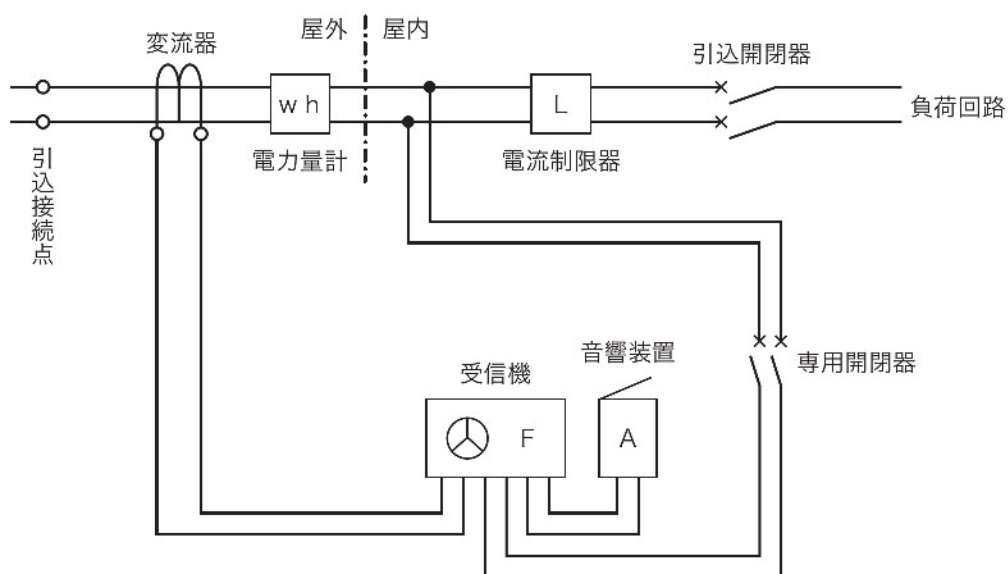 屋外
屋内
変流器
引込開閉器
wh
L
負荷回路
電力量計
電流制限器
引込接続点
音響装置
専用開閉器
受信機
F
A